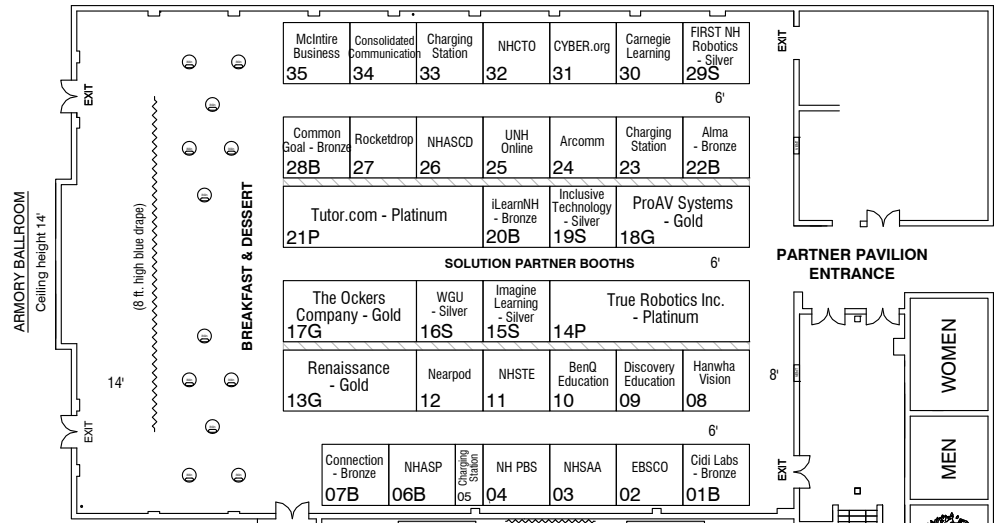 McIntire
Business
35
Consolidated
Communication
34
Charging
Station
33
NHCTO
32
CYBER.org
31
Carnegie
Learning
30
FIRST NH
Robotics
- Silver
29S
EXIT
EXIT
6'
Common
Goal - Bronze
28B
Rocketdrop
27
NHASCD
26
UNH
Online
25
Arcomm
24
Charging
Station
23
Alma
- Bronze
22B
Tutor.com - Platinum
21P
iLearnNH
- Bronze
20B
Inclusive
Technology
- Silver
19S
ProAV Systems
- Gold
18G
ARMORY BALLROOM
Ceiling height 14'
(8 ft. high blue drape)
BREAKFAST & DESSERT
SOLUTION PARTNER BOOTHS
6'
PARTNER PAVILION
ENTRANCE
The Ockers
Company - Gold
17G
WGU
- Silver
16S
Imagine
Learning
- Silver
15S
True Robotics Inc.
- Platinum
14P
Renaissance
- Gold
13G
Nearpod
12
NHSTE
11
BenQ
Education
10
Discovery
Education
09
Hanwha
Vision
08
14'
8'
WOMEN
6'
EXIT
Connection
- Bronze
07B
NHASP
06B
Charging
Station
05
NH PBS
04
NHSAA
03
EBSCO
02
Cidi Labs
- Bronze
01B
EXIT
MEN